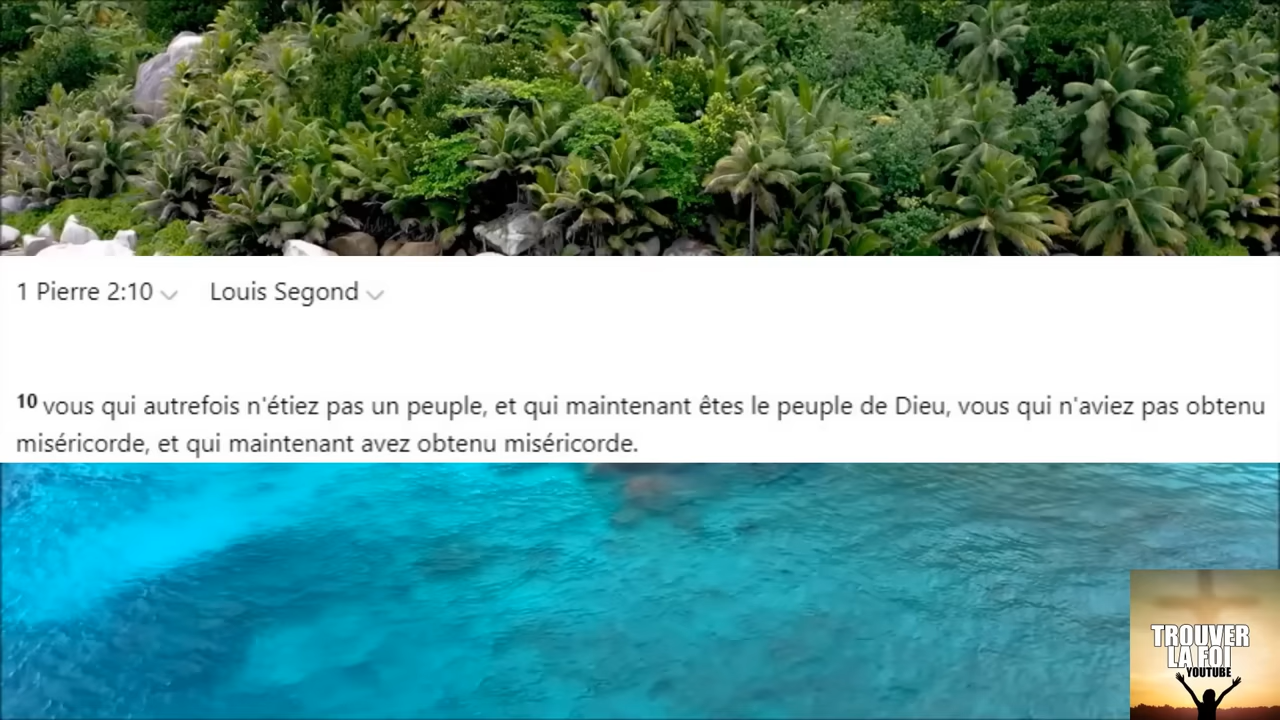 1 Pierre 2:10 Louis Segond
10 vous qui autrefois n'étiez pas un peuple, et qui maintenant êtes le peuple de Dieu, vous qui n'aviez pas obtenu
miséricorde, et qui maintenant avez obtenu miséricorde.
TROUVER
LA FOI
YOUTUBE